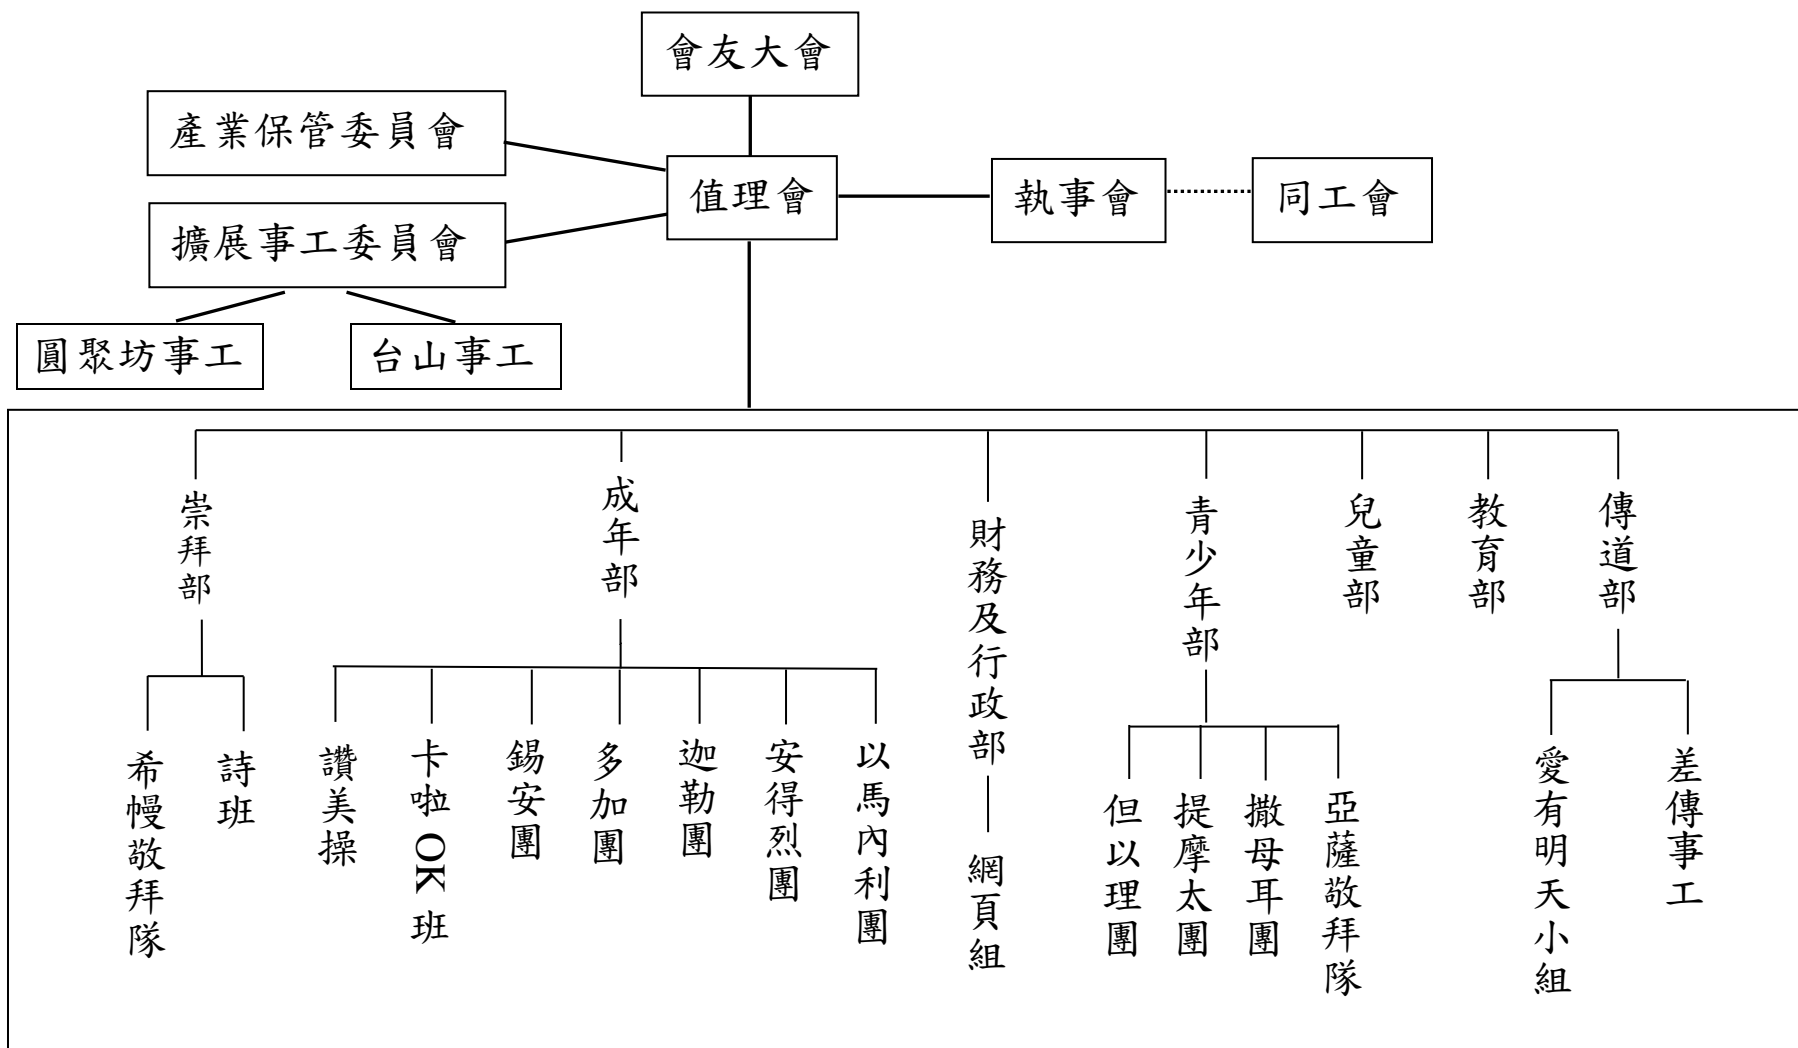 會友大會
產業保管委員會
值理會
執事會
同工會
擴展事工委員會
圓聚坊事工
台山事工
崇拜部
成年部
財務及行政部
青少年部
兒童部
教育部
傳道部
希幔敬拜隊
詩班
讚美操
卡啦OK班
錫安團
多加團
迦勒團
安得烈團
以馬內利團
網頁組
但以理團
提摩太團
撒母耳團
亞薩敬拜隊
愛有明天小組
差傳事工